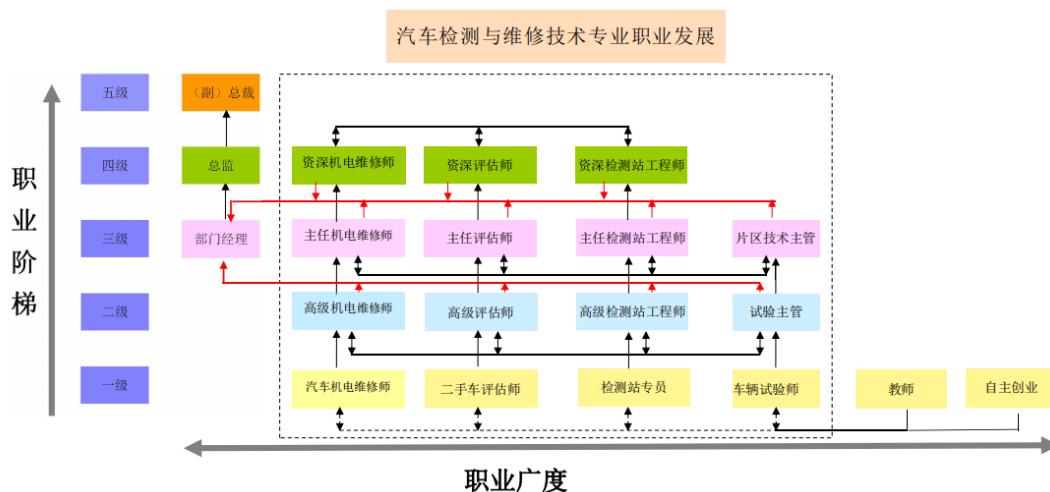 汽车检测与维修技术专业职业发展
五级
（副）总裁
四级
总监
资深机电维修师
资深评估师
资深检测站工程师
职业阶梯
三级
部门经理
主任机电维修师
主任评估师
主任检测站工程师
片区技术主管
二级
高级机电维修师
高级评估师
高级检测站工程师
试验主管
一级
汽车机电维修师
二手车评估师
检测站专员
车辆试验师
教师
自主创业
职业广度